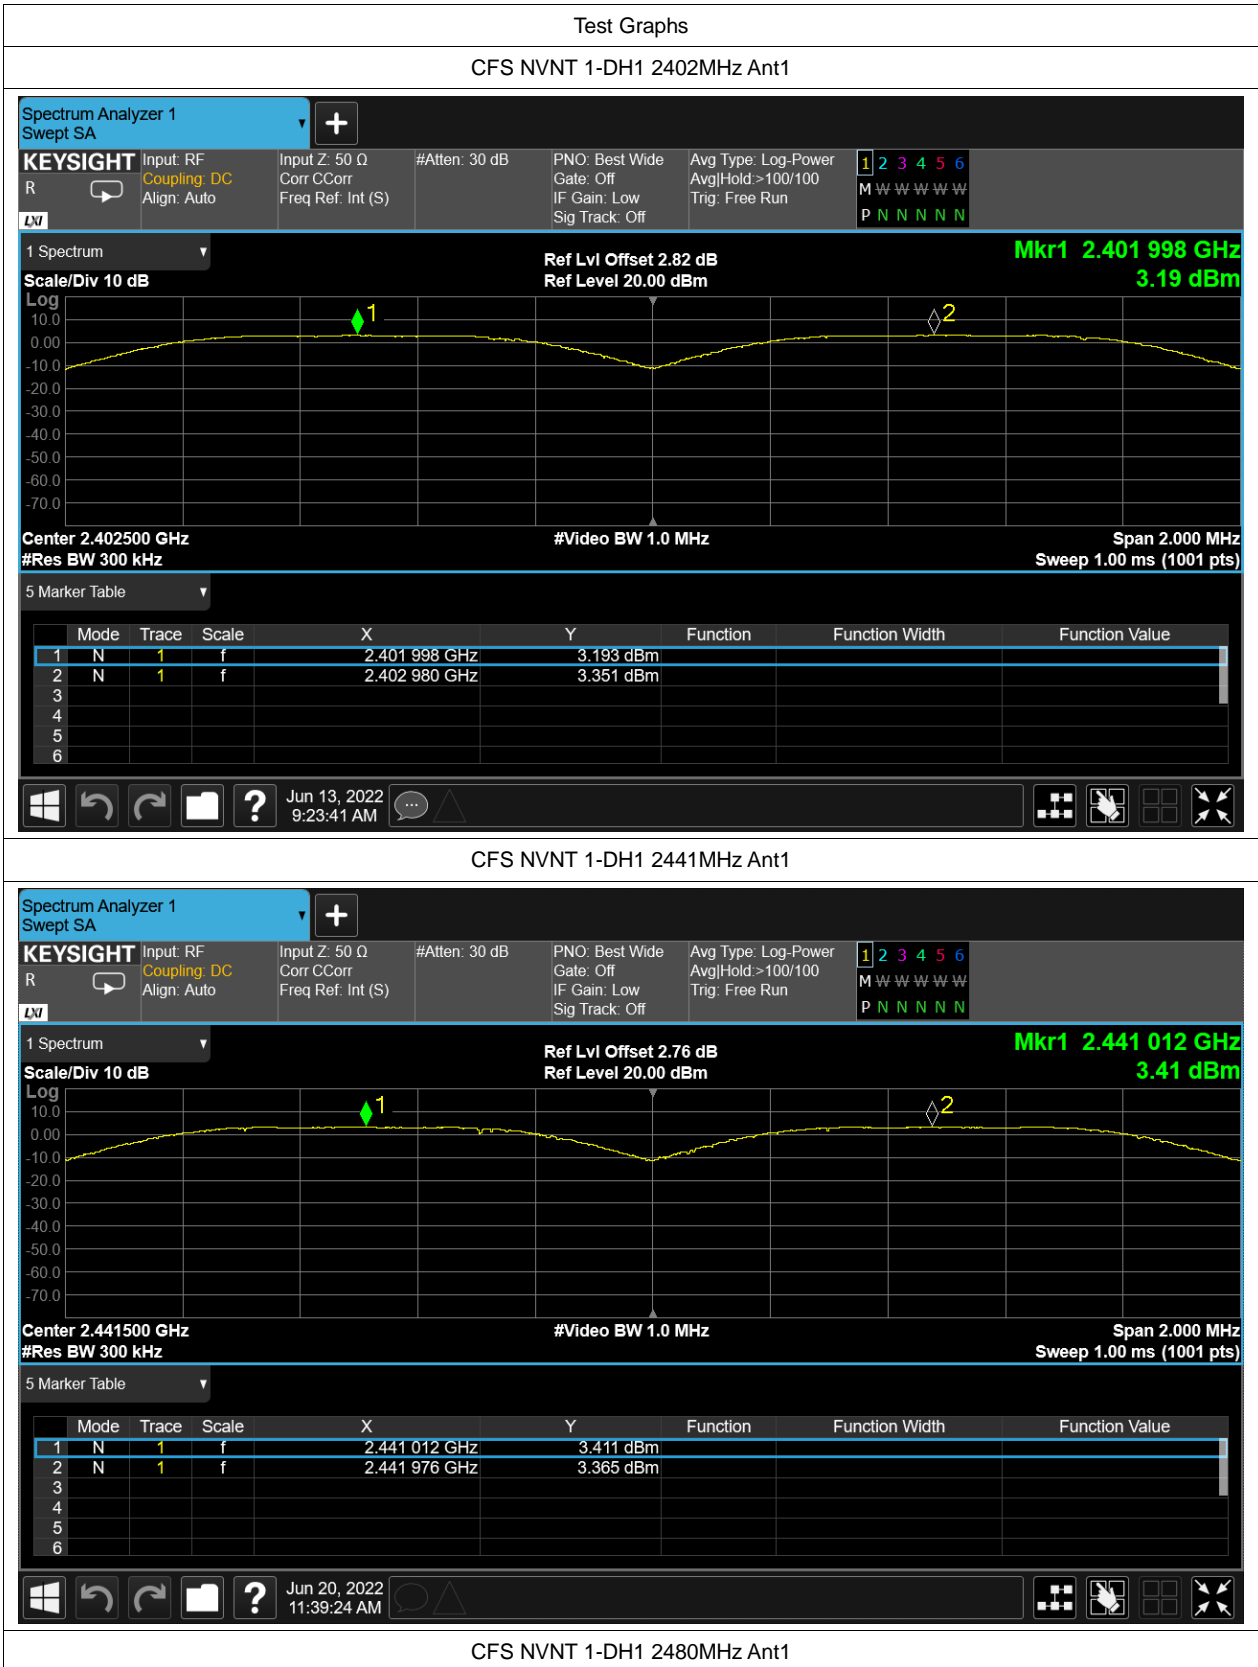 Test Graphs
CFS NVNT 1-DH1 2402MHz Ant1
Spectrum Analyzer 1
Swept SA
KEYSIGHT
R
LXI
Input: RF
Coupling: DC
Align: Auto
Input Z: 50 Ω
Corr CCorr
Freq Ref: Int (S)
#Atten: 30 dB
PNO: Best Wide
Gate: Off
IF Gain: Low
Sig Track: Off
Avg Type: Log-Power
Avg|Hold:>100/100
Trig: Free Run
1 2 3 4 5 6
M W W W W W
P N N N N N
1 Spectrum
Scale/Div 10 dB
Ref Lvl Offset 2.82 dB
Ref Level 20.00 dBm
Mkr1 2.401 998 GHz
3.19 dBm
Log
10.0
0.00
-10.0
-20.0
-30.0
-40.0
-50.0
-60.0
-70.0
1
2
Center 2.402500 GHz
#Res BW 300 kHz
#Video BW 1.0 MHz
Span 2.000 MHz
Sweep 1.00 ms (1001 pts)
5 Marker Table
Mode Trace Scale X Y Function Function Width Function Value
1 N 1 f 2.401 998 GHz 3.193 dBm
2 N 1 f 2.402 980 GHz 3.351 dBm
3
4
5
6
?
Jun 13, 2022
9:23:41 AM
CFS NVNT 1-DH1 2441MHz Ant1
Spectrum Analyzer 1
Swept SA
KEYSIGHT
R
LXI
Input: RF
Coupling: DC
Align: Auto
Input Z: 50 Ω
Corr CCorr
Freq Ref: Int (S)
#Atten: 30 dB
PNO: Best Wide
Gate: Off
IF Gain: Low
Sig Track: Off
Avg Type: Log-Power
Avg|Hold:>100/100
Trig: Free Run
1 2 3 4 5 6
M W W W W W
P N N N N N
1 Spectrum
Scale/Div 10 dB
Ref Lvl Offset 2.76 dB
Ref Level 20.00 dBm
Mkr1 2.441 012 GHz
3.41 dBm
Log
10.0
0.00
-10.0
-20.0
-30.0
-40.0
-50.0
-60.0
-70.0
1
2
Center 2.441500 GHz
#Res BW 300 kHz
#Video BW 1.0 MHz
Span 2.000 MHz
Sweep 1.00 ms (1001 pts)
5 Marker Table
Mode Trace Scale X Y Function Function Width Function Value
1 N 1 f 2.441 012 GHz 3.411 dBm
2 N 1 f 2.441 976 GHz 3.365 dBm
3
4
5
6
?
Jun 20, 2022
11:39:24 AM
CFS NVNT 1-DH1 2480MHz Ant1